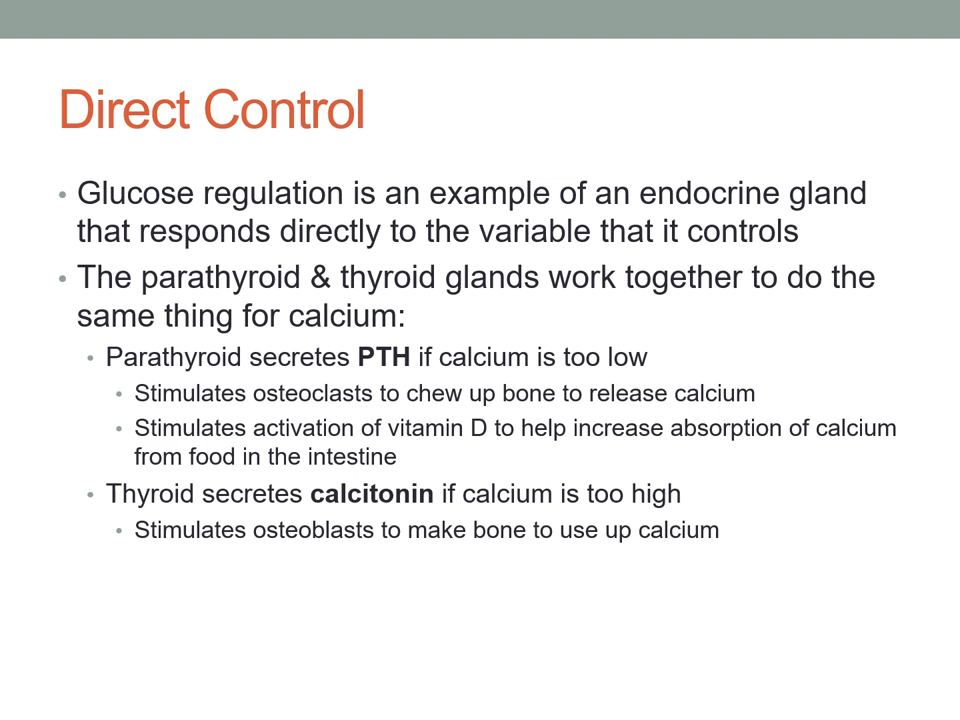 Direct Control
• Glucose regulation is an example of an endocrine gland
that responds directly to the variable that it controls
• The parathyroid & thyroid glands work together to do the
same thing for calcium:
• Parathyroid secretes PTH if calcium is too low
• Stimulates osteoclasts to chew up bone to release calcium
• Stimulates activation of vitamin D to help increase absorption of calcium
from food in the intestine
• Thyroid secretes calcitonin if calcium is too high
• Stimulates osteoblasts to make bone to use up calcium